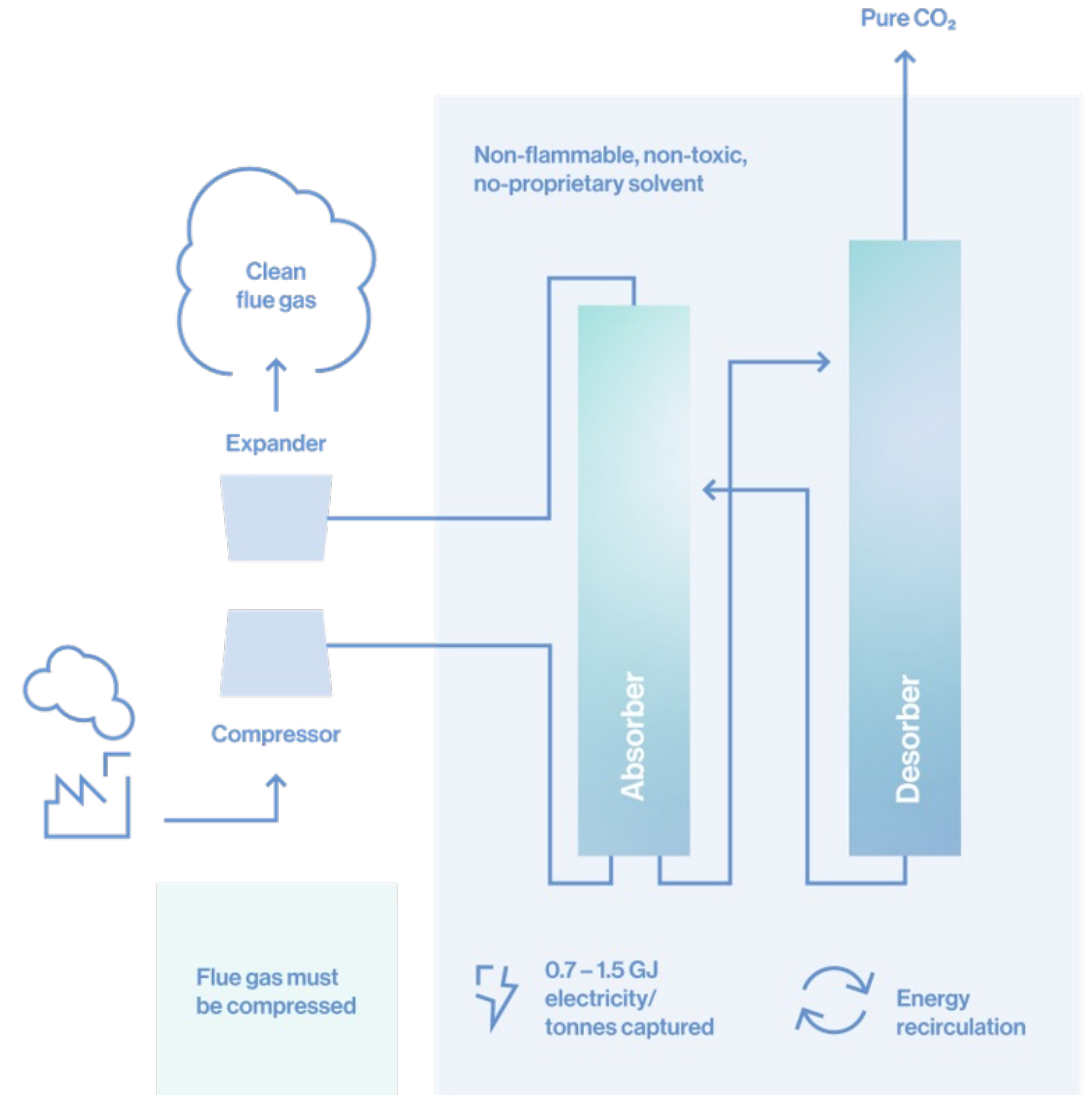 Pure CO₂
Non-flammable, non-toxic,
no-proprietary solvent
Clean
flue gas
Expander
Compressor
Absorber
Desorber
Flue gas must
be compressed
0.7 – 1.5 GJ
electricity/
tonnes captured
Energy
recirculation